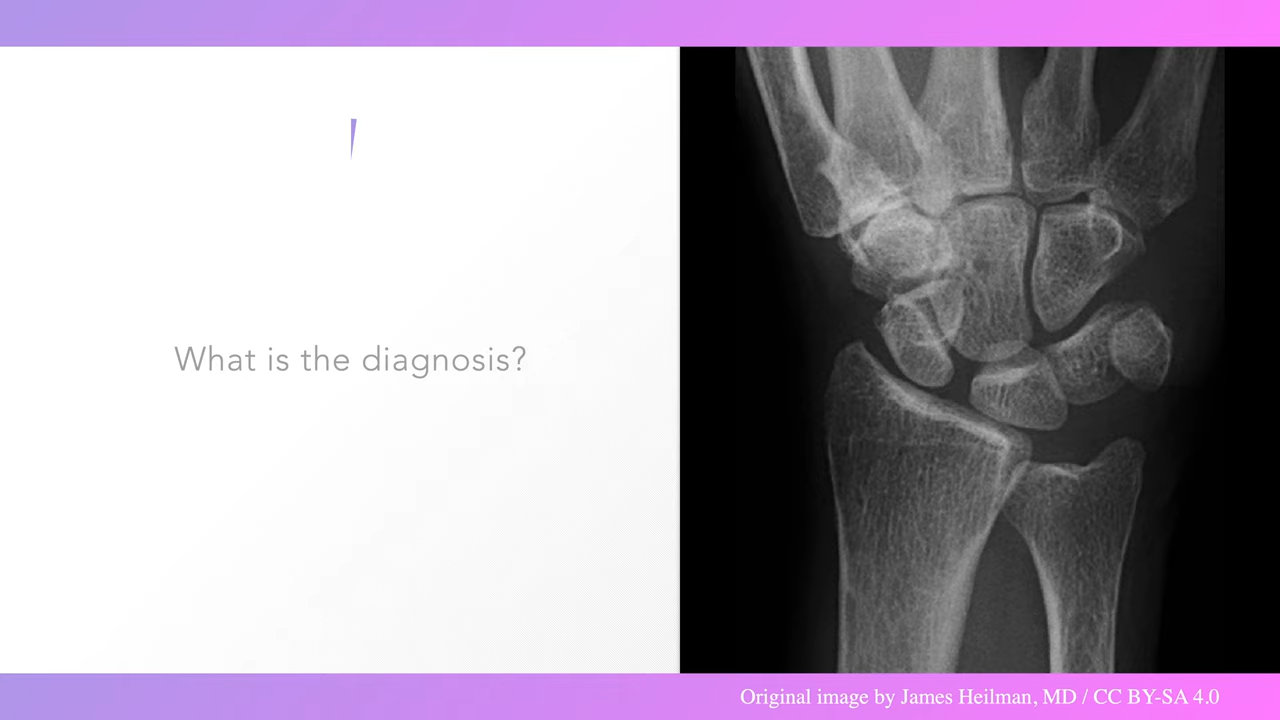 What is the diagnosis?
Original image by James Heilman, MD / CC BY-SA 4.0